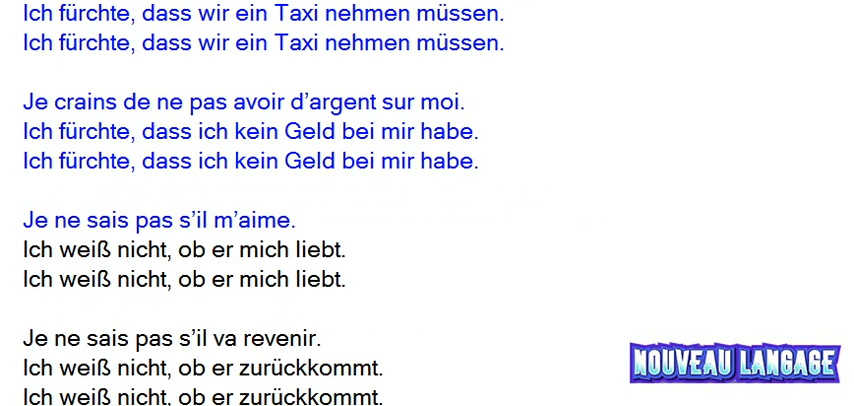 Ich fürchte, dass wir ein Taxi nehmen müssen.
Ich fürchte, dass wir ein Taxi nehmen müssen.
Je crains de ne pas avoir d’argent sur moi.
Ich fürchte, dass ich kein Geld bei mir habe.
Ich fürchte, dass ich kein Geld bei mir habe.
Je ne sais pas s’il m’aime.
Ich weiß nicht, ob er mich liebt.
Ich weiß nicht, ob er mich liebt.
Je ne sais pas s’il va revenir.
Ich weiß nicht, ob er zurückkommt.
Ich weiß nicht, ob er zurückkommt.
NOUVEAU LANGAGE